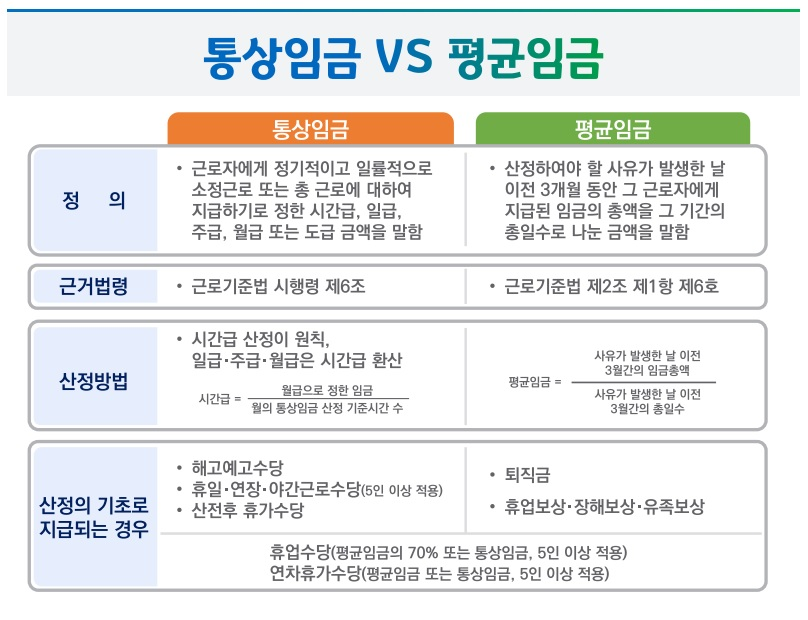 통상임금 VS 평균임금
통상임금
평균임금
정 의
• 근로자에게 정기적이고 일률적으로
소정근로 또는 총 근로에 대하여
지급하기로 정한 시간급, 일급,
주급, 월급 또는 도급 금액을 말함
• 산정하여야 할 사유가 발생한 날
이전 3개월 동안 그 근로자에게
지급된 임금의 총액을 그 기간의
총일수로 나눈 금액을 말함
근거법령
• 근로기준법 시행령 제6조
• 근로기준법 제2조 제1항 제6호
산정방법
• 시간급 산정이 원칙,
일급·주급·월급은 시간급 환산
시간급 =
월급으로 정한 임금
월의 통상임금 산정 기준시간 수
평균임금 =
사유가 발생한 날 이전
3월간의 임금총액
사유가 발생한 날 이전
3월간의 총일수
산정의 기초로
지급되는 경우
• 해고예고수당
• 휴일·연장·야간근로수당(5인 이상 적용)
• 산전후 휴가수당
• 퇴직금
• 휴업보상·장해보상·유족보상
휴업수당(평균임금의 70% 또는 통상임금, 5인 이상 적용)
연차휴가수당(평균임금 또는 통상임금, 5인 이상 적용)